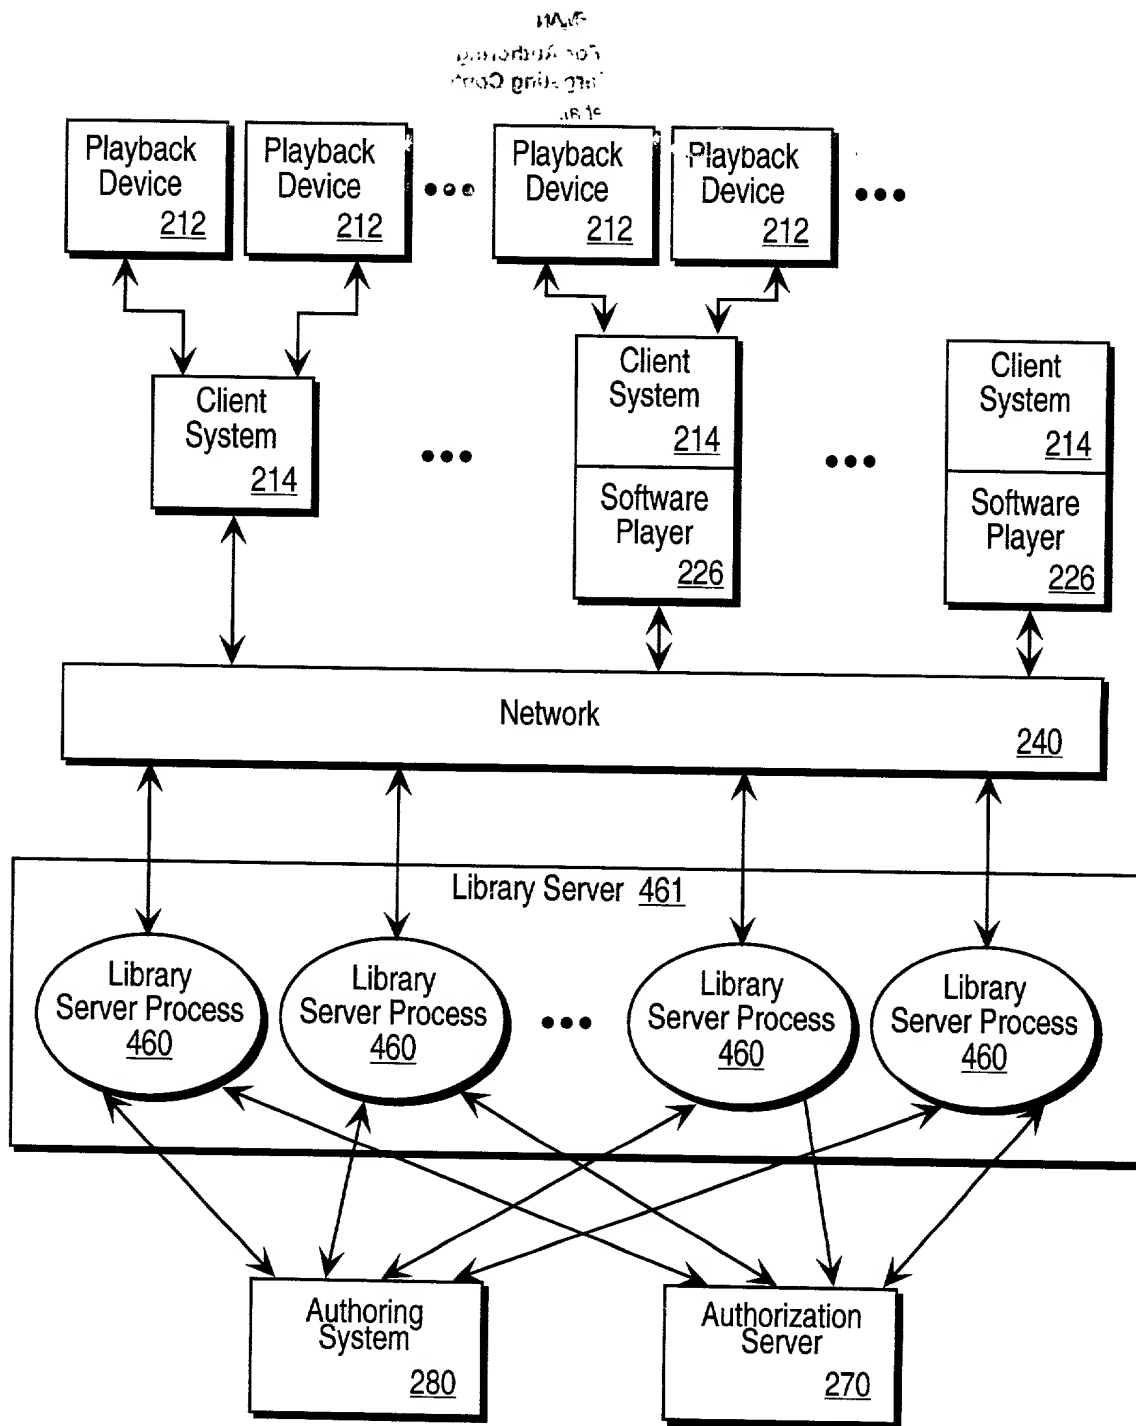 Playback
Device
212
Playback
Device
212
Playback
Device
212
Playback
Device
212
Client
System
214
Client
System
214
Software
Player
226
Client
System
214
Software
Player
226
Network
240
Library Server 461
Library
Server Process
460
Library
Server Process
460
Library
Server Process
460
Library
Server Process
460
Authoring
System
280
Authorization
Server
270